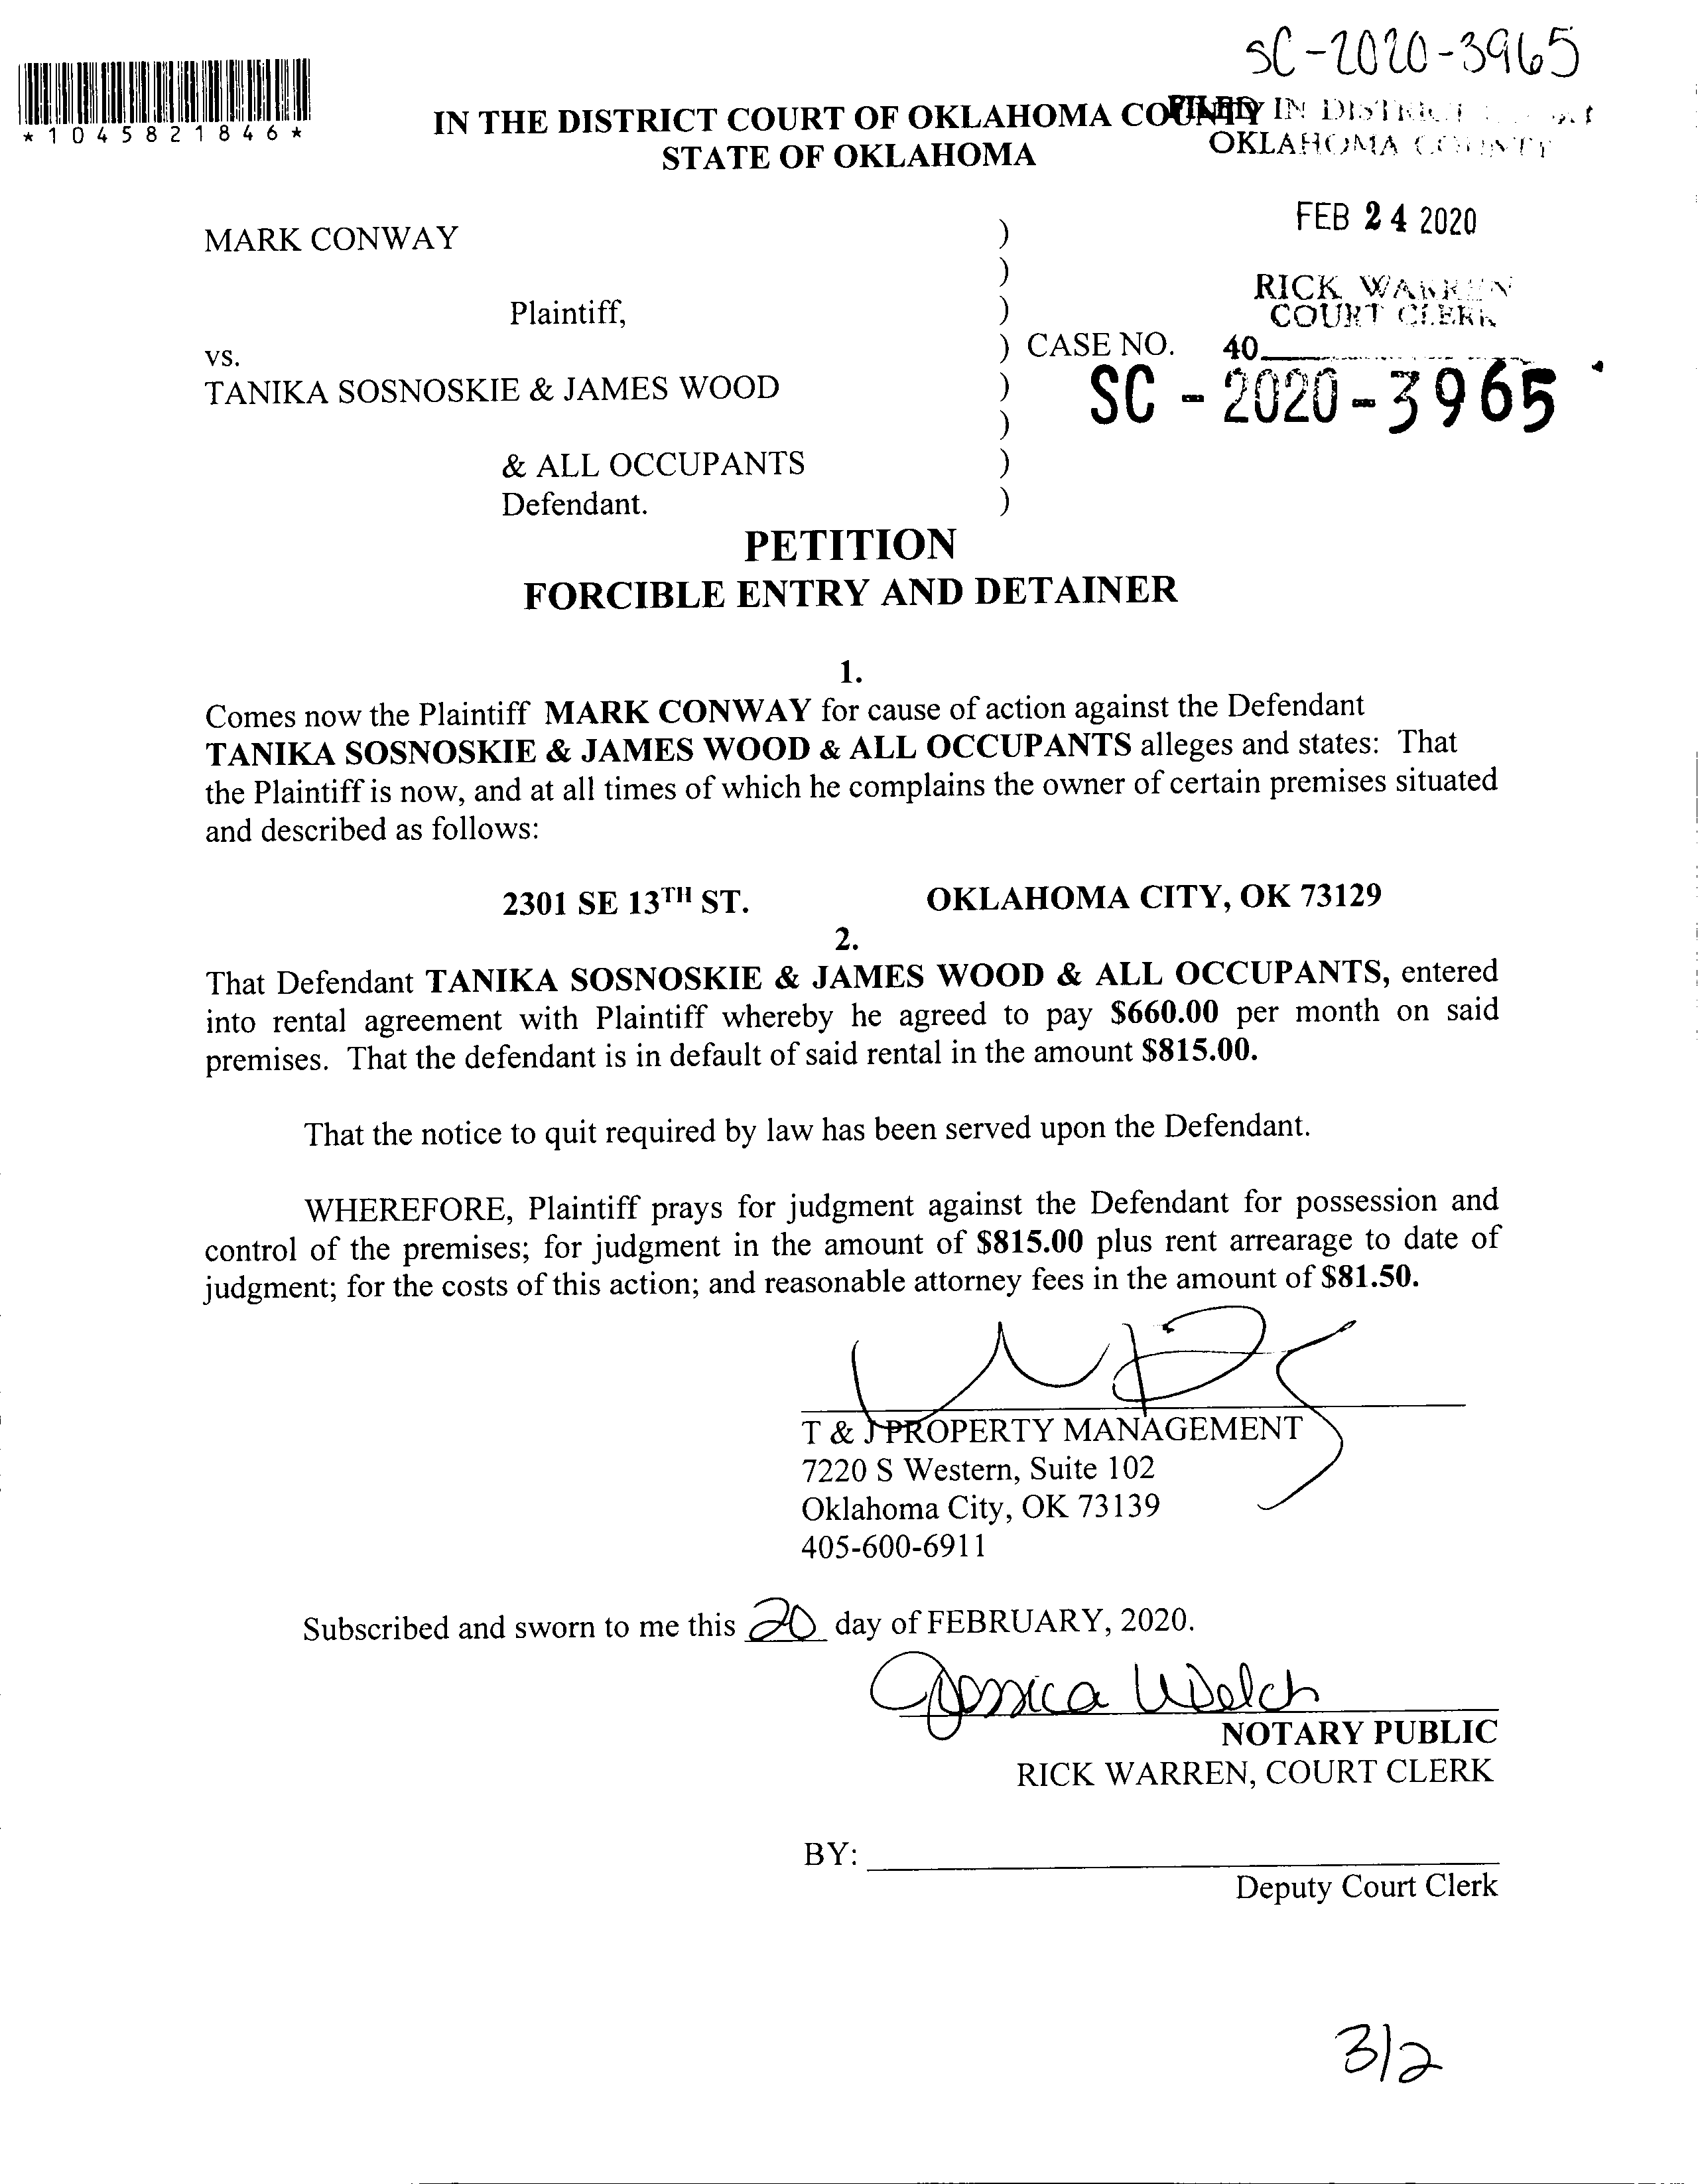 SC-2020-3965
*1045821846*
IN THE DISTRICT COURT OF OKLAHOMA COUNTY
STATE OF OKLAHOMA
FILED IN DISTRICT
OKLAHOMA COUNTY
FEB 24 2020
RICK WARREN
COURT CLERK
40
MARK CONWAY )
)
Plaintiff, )
vs. ) CASE NO.
SC - 2020 - 3965
TANIKA SOSNOSKIE & JAMES WOOD )
)
& ALL OCCUPANTS )
Defendant. )
PETITION
FORCIBLE ENTRY AND DETAINER
1.
Comes now the Plaintiff MARK CONWAY for cause of action against the Defendant
TANIKA SOSNOSKIE & JAMES WOOD & ALL OCCUPANTS alleges and states: That
the Plaintiff is now, and at all times of which he complains the owner of certain premises situated
and described as follows:
2301 SE 13TH ST. OKLAHOMA CITY, OK 73129
2.
That Defendant TANIKA SOSNOSKIE & JAMES WOOD & ALL OCCUPANTS, entered
into rental agreement with Plaintiff whereby he agreed to pay $660.00 per month on said
premises. That the defendant is in default of said rental in the amount $815.00.
That the notice to quit required by law has been served upon the Defendant.
WHEREFORE, Plaintiff prays for judgment against the Defendant for possession and
control of the premises; for judgment in the amount of $815.00 plus rent arrearage to date of
judgment; for the costs of this action; and reasonable attorney fees in the amount of $81.50.
T & J PROPERTY MANAGEMENT
7220 S Western, Suite 102
Oklahoma City, OK 73139
405-600-6911
Subscribed and sworn to me this 20 day of FEBRUARY, 2020.
Jessica Welch
NOTARY PUBLIC
RICK WARREN, COURT CLERK
BY:
Deputy Court Clerk
3/2